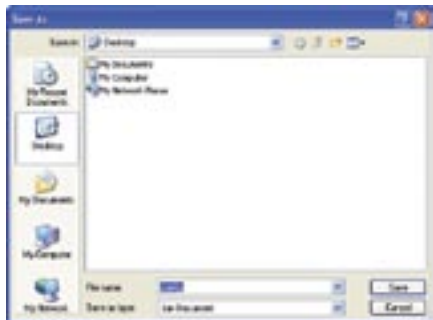 Save As
Save in: Desktop
My Documents
My Computer
My Network Places
My Recent Documents
Desktop
My Documents
My Computer
My Network
File name:
Save
Save as type:
Cancel